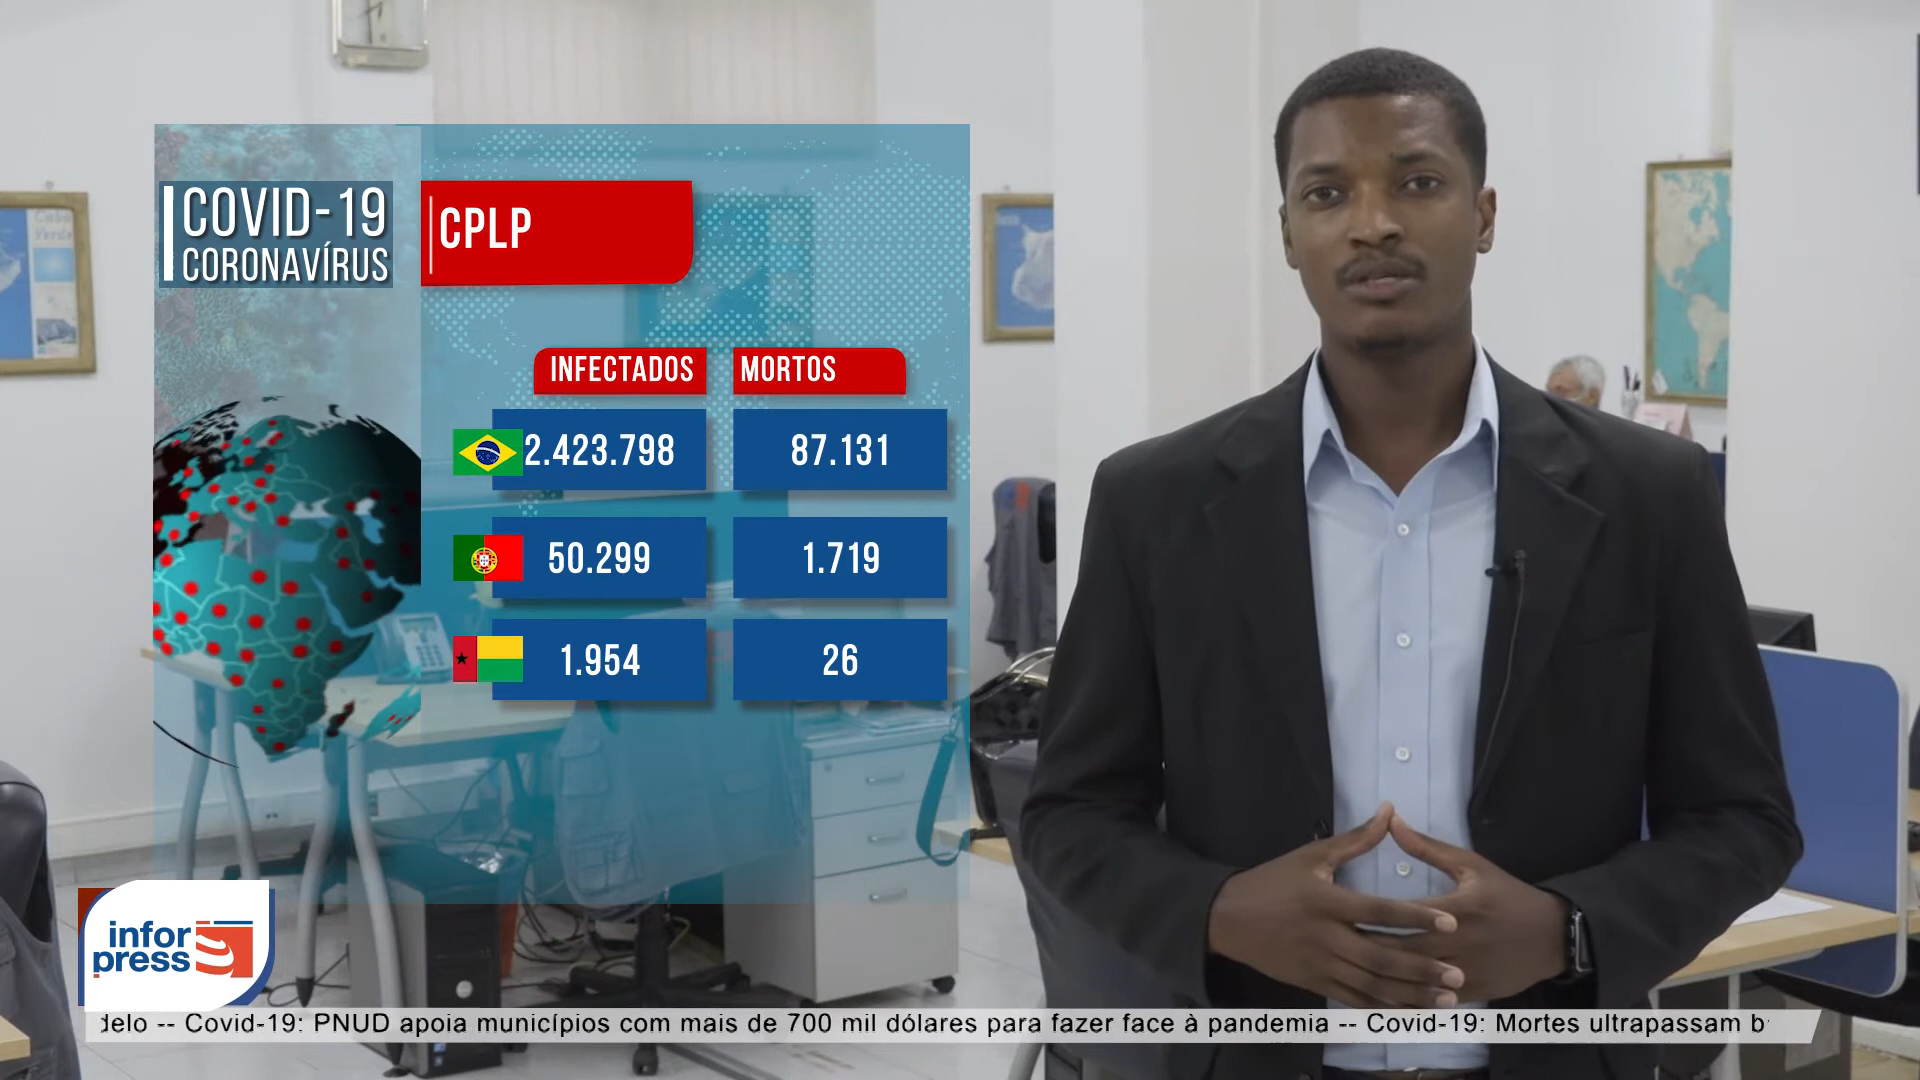 COVID-19
CORONAVÍRUS
CPLP
INFECTADOS MORTOS
2.423.798 87.131
50.299 1.719
1.954 26
infor
press
delo -- Covid-19: PNUD apoia municípios com mais de 700 mil dólares para fazer face à pandemia -- Covid-19: Mortes ultrapassam
Cabo
Verde